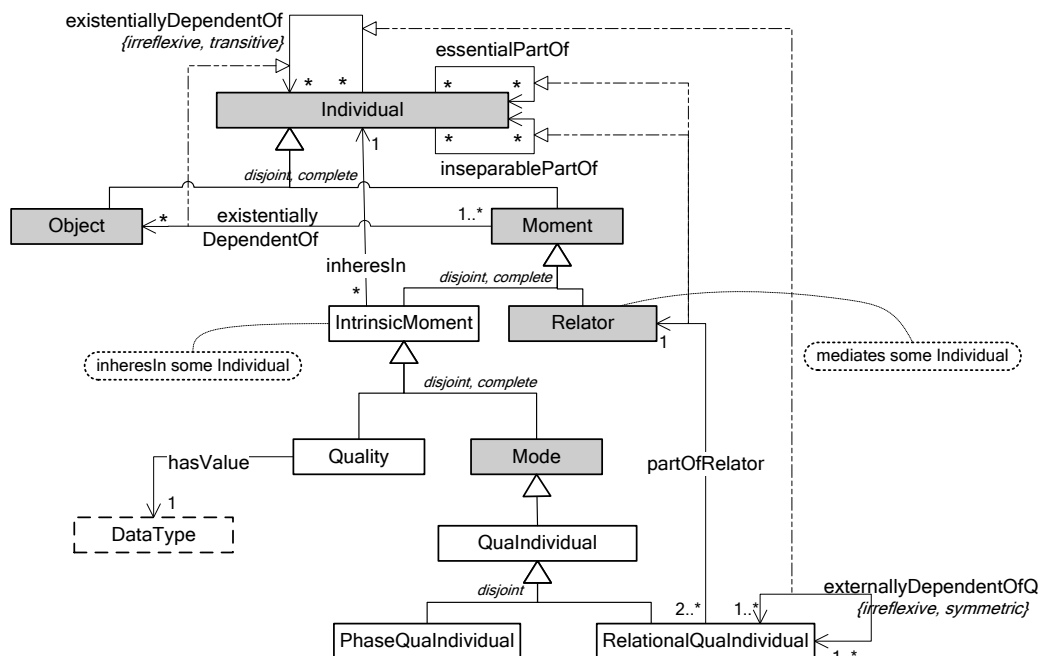 existentiallyDependentOf
{irreflexive, transitive}
essentialPartOf
* *
* *
Individual
1
* *
inseparablePartOf
disjoint, complete
Object
*
existentially
DependentOf
1..*
Moment
inheresIn
disjoint, complete
*
IntrinsicMoment
Relator
1
inheresIn some Individual
mediates some Individual
disjoint, complete
hasValue
Quality
Mode
partOfRelator
1
DataType
QuaIndividual
disjoint
externallyDependentOfQ
{irreflexive, symmetric}
2..*
1..*
PhaseQuaIndividual
RelationalQuaIndividual
1..*